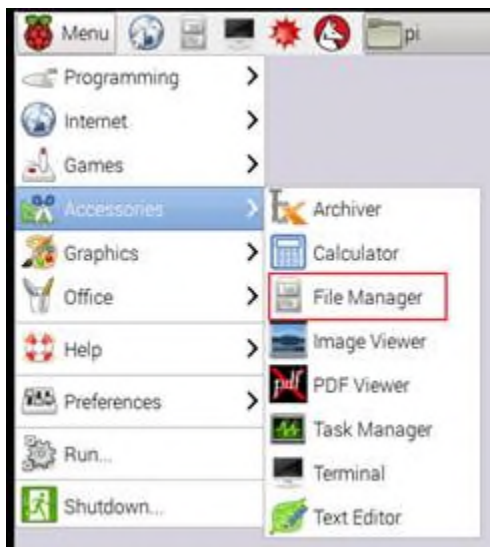 Menu
pi
Programming
Internet
Games
Accessories
Graphics
Office
Help
Preferences
Run...
Shutdown...
Archiver
Calculator
File Manager
Image Viewer
pdf PDF Viewer
Task Manager
Terminal
Text Editor